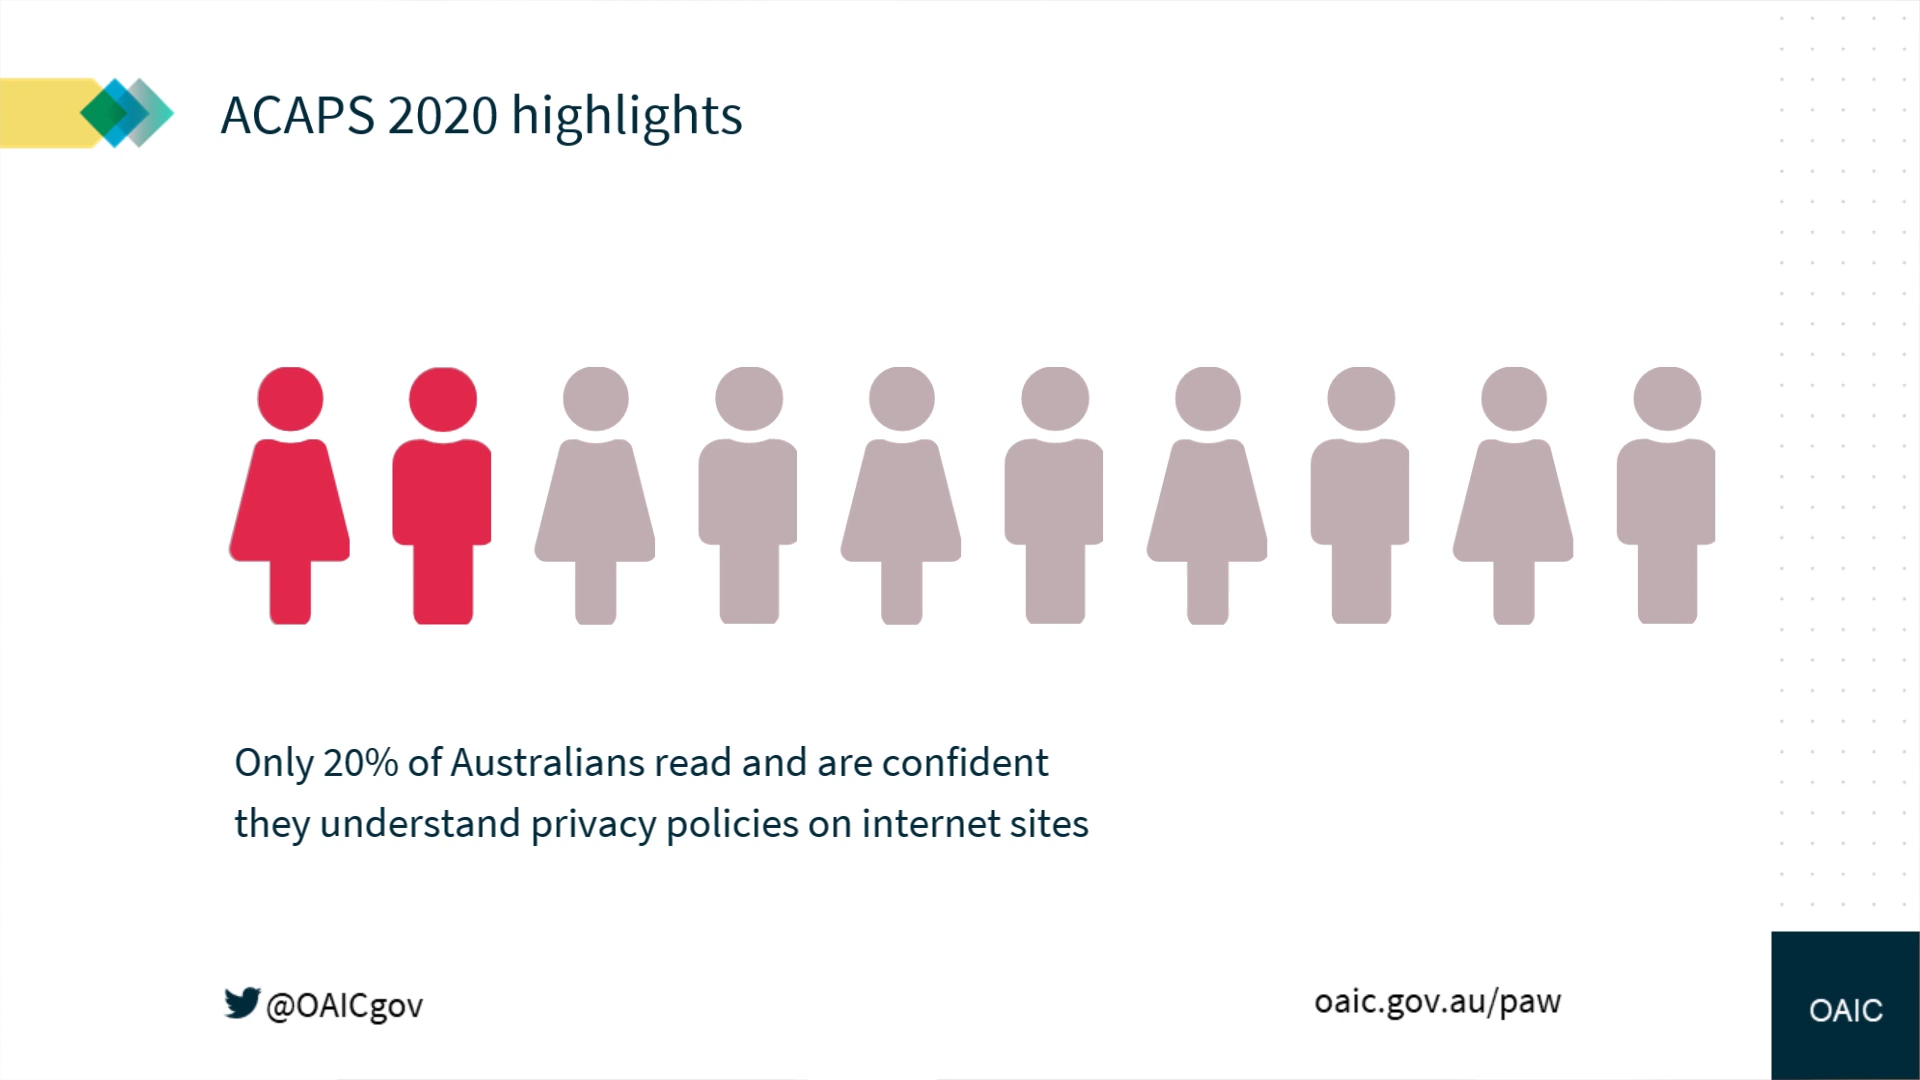 ACAPS 2020 highlights
Only 20% of Australians read and are confident
they understand privacy policies on internet sites
@OAICgov
oaic.gov.au/paw
OAIC